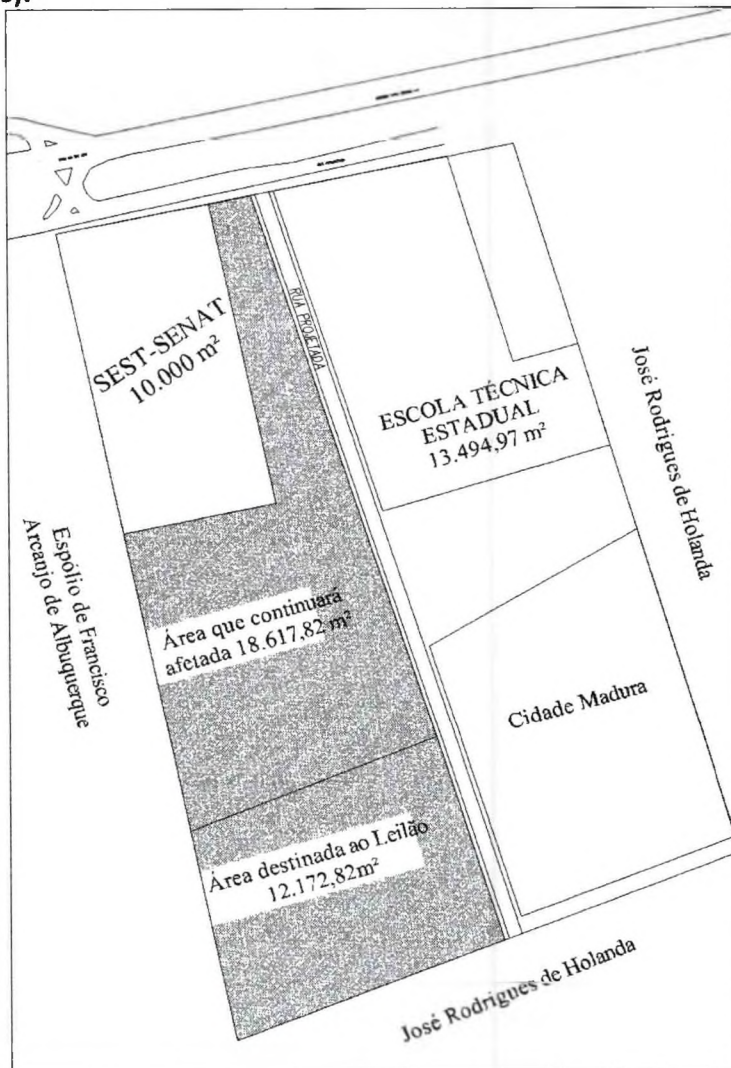 SEST-SENAT
10.000 m²
RUA PROJETADA
ESCOLA TÉCNICA
ESTADUAL
13.494,97 m²
José Rodrigues de Holanda
Espólio de Francisco
Arcanjo de Albuquerque
Área que continuará
afetada 18.617,82 m²
Cidade Madura
Área destinada ao Leilão
12.172,82m²
José Rodrigues de Holanda